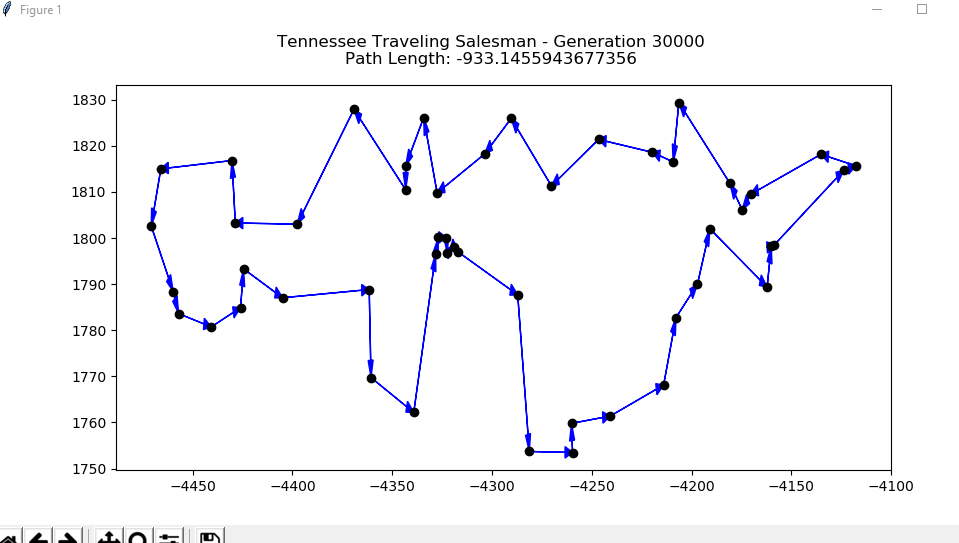 Figure 1
Tennessee Traveling Salesman - Generation 30000
Path Length: -933.1455943677356
1830
1820
1810
1800
1790
1780
1770
1760
1750
−4450 −4400 −4350 −4300 −4250 −4200 −4150 −4100